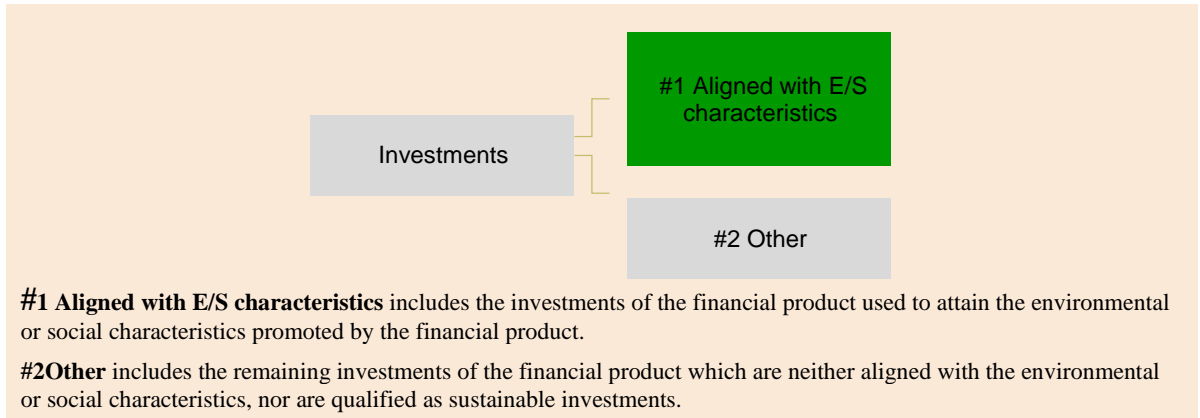 #1 Aligned with E/S
characteristics
Investments
#2 Other
#1 Aligned with E/S characteristics includes the investments of the financial product used to attain the environmental
or social characteristics promoted by the financial product.
#2Other includes the remaining investments of the financial product which are neither aligned with the environmental
or social characteristics, nor are qualified as sustainable investments.